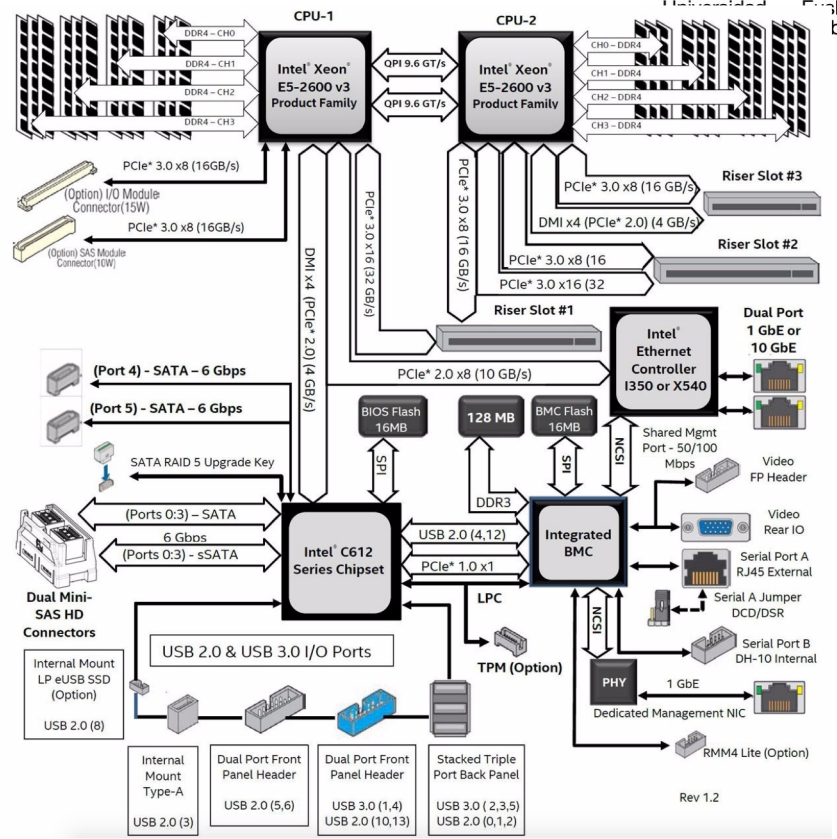 CPU-1
CPU-2
DDR4 – CH0
DDR4 – CH1
DDR4 – CH2
DDR4 – CH3
Intel® Xeon
E5-2600 v3
Product Family
QPI 9.6 GT/s
QPI 9.6 GT/s
Intel® Xeon
E5-2600 v3
Product Family
CH0 – DDR4
CH1 – DDR4
CH2 – DDR4
CH3 – DDR4
PCIe* 3.0 x8 (16GB/s)
(Option) I/O Module
Connector(15W)
PCIe* 3.0 x8 (16GB/s)
(Option) SAS Module
Connector(10W)
DMI x4 (PCIe* 2.0) (4 GB/s)
PCIe* 3.0 x16 (32 GB/s)
PCIe* 3.0 x8 (16 GB/s)
PCIe* 3.0 x8 (16 GB/s)
DMI x4 (PCIe* 2.0) (4 GB/s)
Riser Slot #3
PCIe* 3.0 x8 (16
PCIe* 3.0 x16 (32
Riser Slot #2
Riser Slot #1
PCIe* 2.0 x8 (10 GB/s)
Intel®
Ethernet
Controller
I350 or X540
Dual Port
1 GbE or
10 GbE
(Port 4) - SATA – 6 Gbps
(Port 5) - SATA – 6 Gbps
SATA RAID 5 Upgrade Key
BIOS Flash
16MB
SPI
128 MB
DDR3
BMC Flash
16MB
SPI
NCSI
Shared Mgmt
Port - 50/100
Mbps
Video
FP Header
Video
Rear IO
(Ports 0:3) – SATA
6 Gbps
(Ports 0:3) - sSATA
Dual Mini-
SAS HD
Connectors
Intel® C612
Series Chipset
USB 2.0 (4,12)
PCIe* 1.0 x1
LPC
TPM (Option)
Integrated
BMC
Serial Port A
RJ45 External
Serial A Jumper
DCD/DSR
Serial Port B
DH-10 Internal
NCSI
PHY
1 GbE
Dedicated Management NIC
RMM4 Lite (Option)
USB 2.0 & USB 3.0 I/O Ports
Internal Mount
LP eUSB SSD
(Option)
USB 2.0 (8)
Internal
Mount
Type-A
USB 2.0 (3)
Dual Port Front
Panel Header
USB 2.0 (5,6)
Dual Port Front
Panel Header
USB 3.0 (1,4)
USB 2.0 (10,13)
Stacked Triple
Port Back Panel
USB 3.0 ( 2,3,5)
USB 2.0 (0,1,2)
Rev 1.2